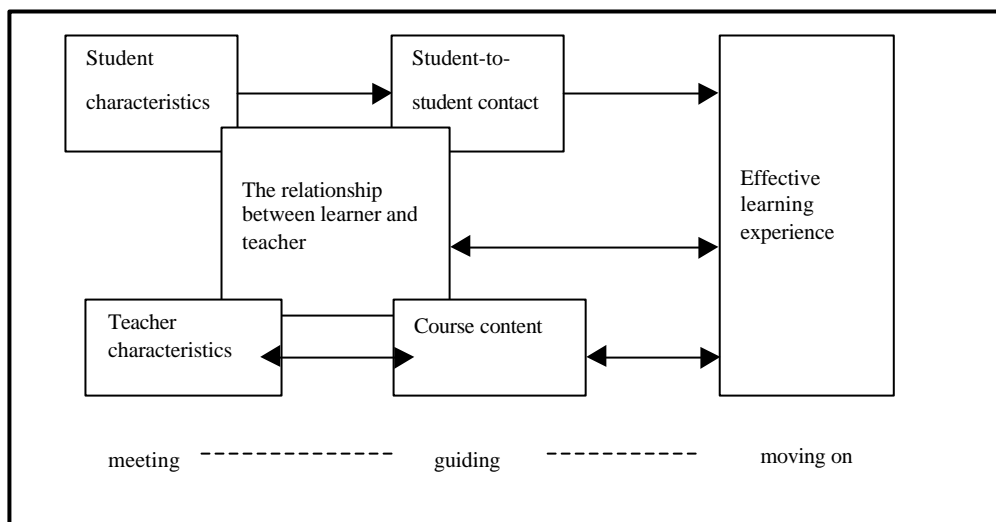 Student
characteristics
Student-to-
student contact
The relationship
between learner and
teacher
Effective
learning
experience
Teacher
characteristics
Course content
meeting
guiding
moving on